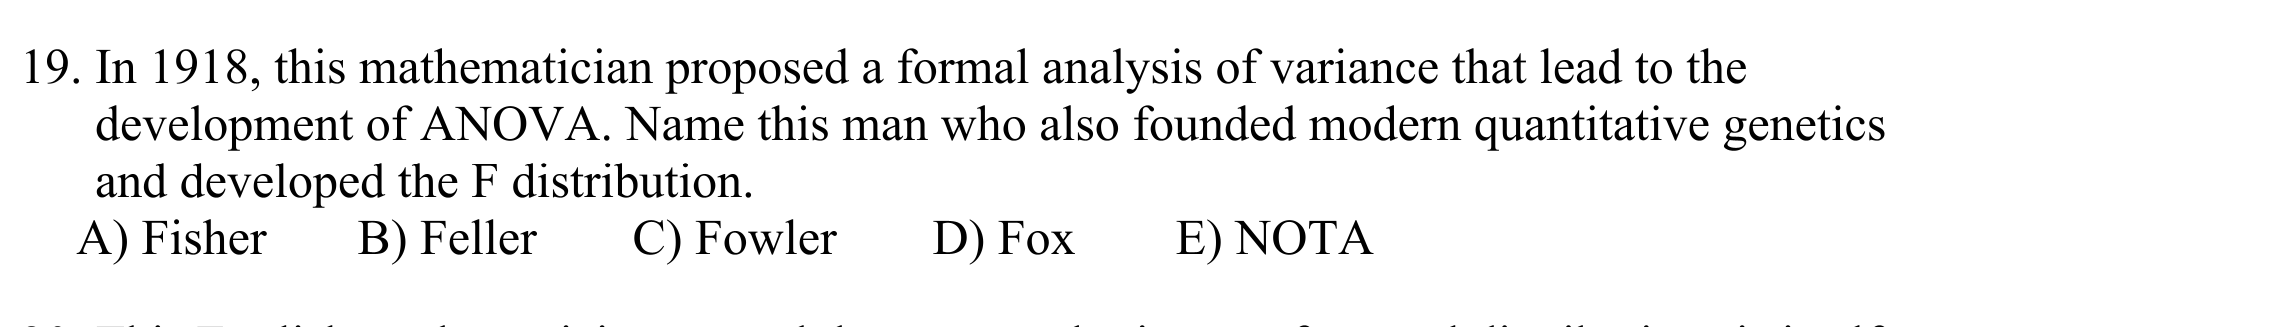 19. In 1918, this mathematician proposed a formal analysis of variance that lead to the
development of ANOVA. Name this man who also founded modern quantitative genetics
and developed the F distribution.
A) Fisher B) Feller C) Fowler D) Fox E) NOTA